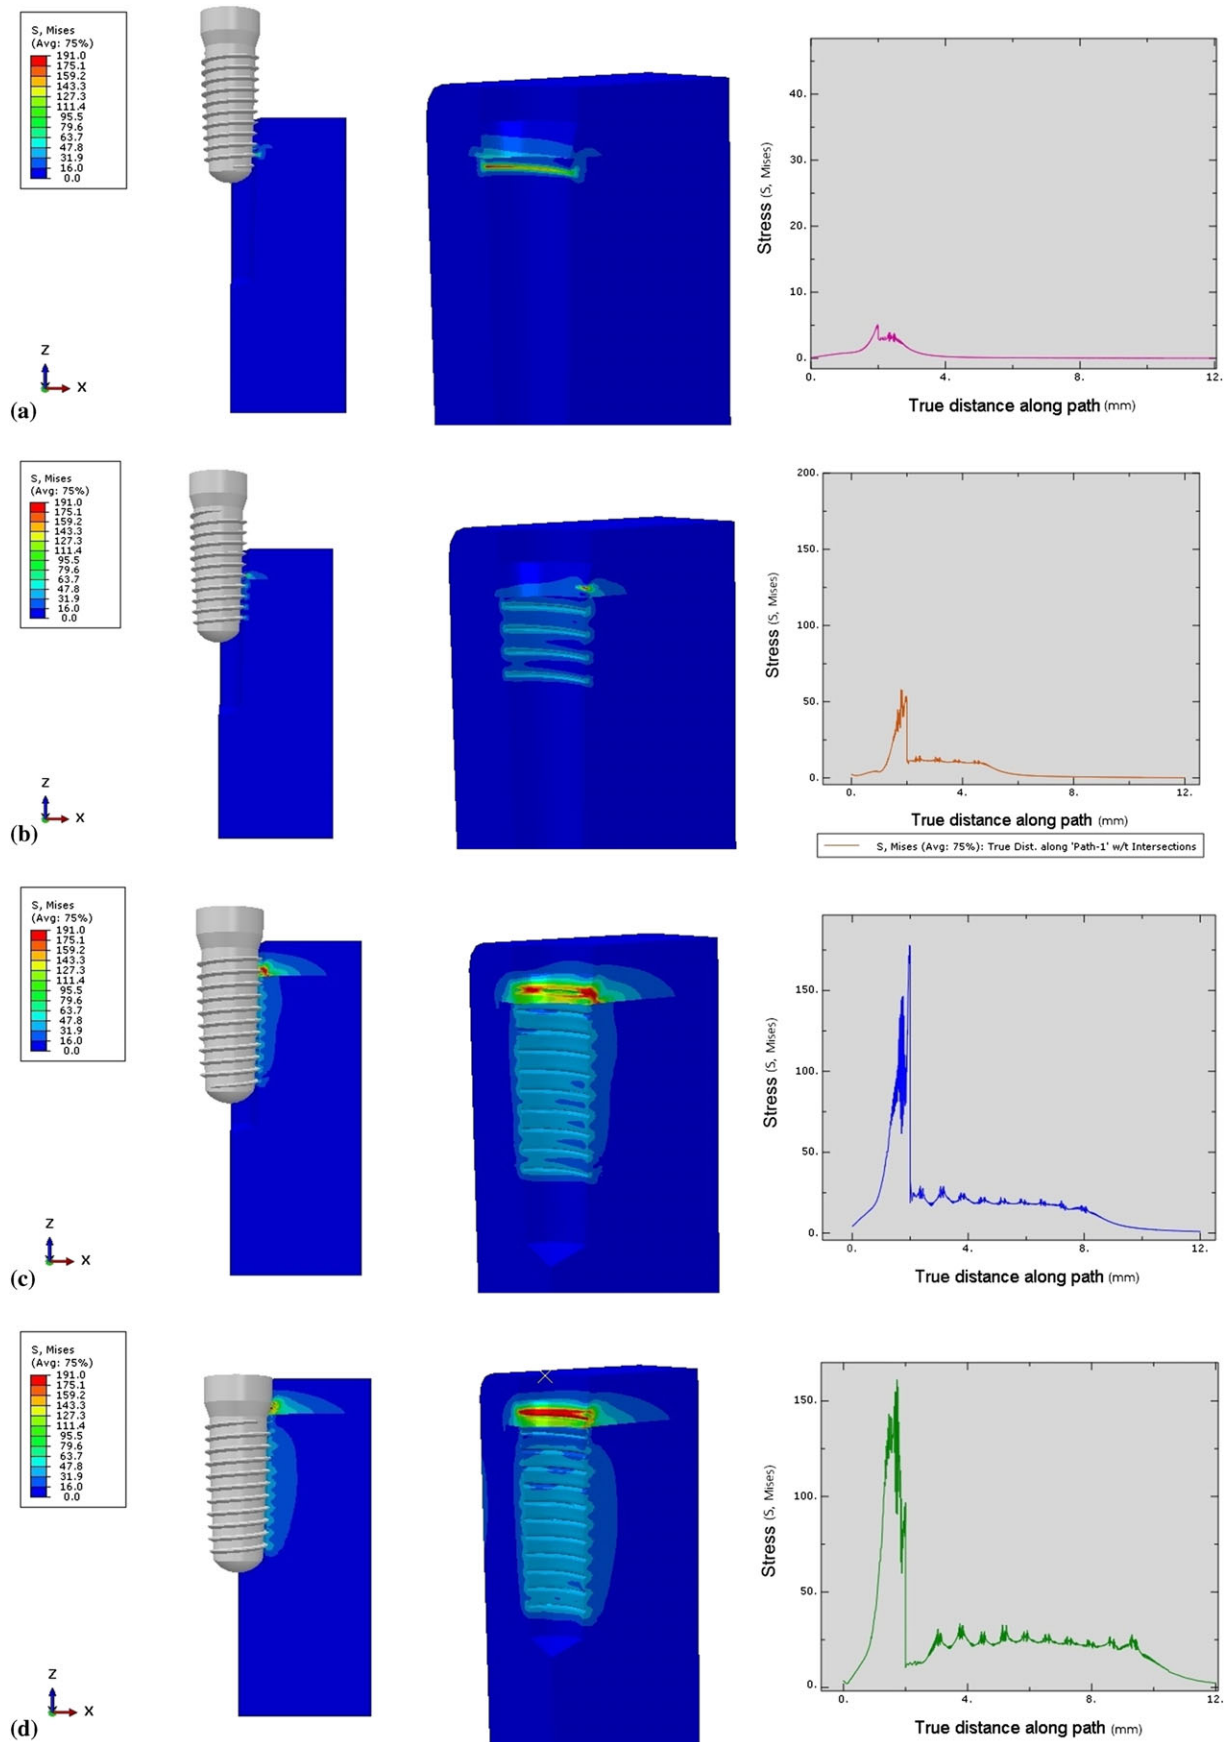 S, Mises
(Avg: 75%)
191.0
175.1
159.2
143.3
127.3
111.4
95.5
79.6
63.7
47.8
31.9
16.0
0.0
Z
X
(a)
Stress (S, Mises)
40.
30.
20.
10.
0.
0.
4.
8.
12.
True distance along path (mm)
S, Mises
(Avg: 75%)
191.0
175.1
159.2
143.3
127.3
111.4
95.5
79.6
63.7
47.8
31.9
16.0
0.0
Z
X
(b)
Stress (S, Mises)
200.
150.
100.
50.
0.
0.
4.
8.
12.
True distance along path (mm)
S, Mises (Avg: 75%): True Dist. along 'Path-1' w/t Intersections
S, Mises
(Avg: 75%)
191.0
175.1
159.2
143.3
127.3
111.4
95.5
79.6
63.7
47.8
31.9
16.0
0.0
Z
X
(c)
Stress (S, Mises)
150.
100.
50.
0.
0.
4.
8.
12.
True distance along path (mm)
S, Mises
(Avg: 75%)
191.0
175.1
159.2
143.3
127.3
111.4
95.5
79.6
63.7
47.8
31.9
16.0
0.0
Z
X
(d)
Stress (S, Mises)
150.
100.
50.
0.
0.
4.
8.
12.
True distance along path (mm)